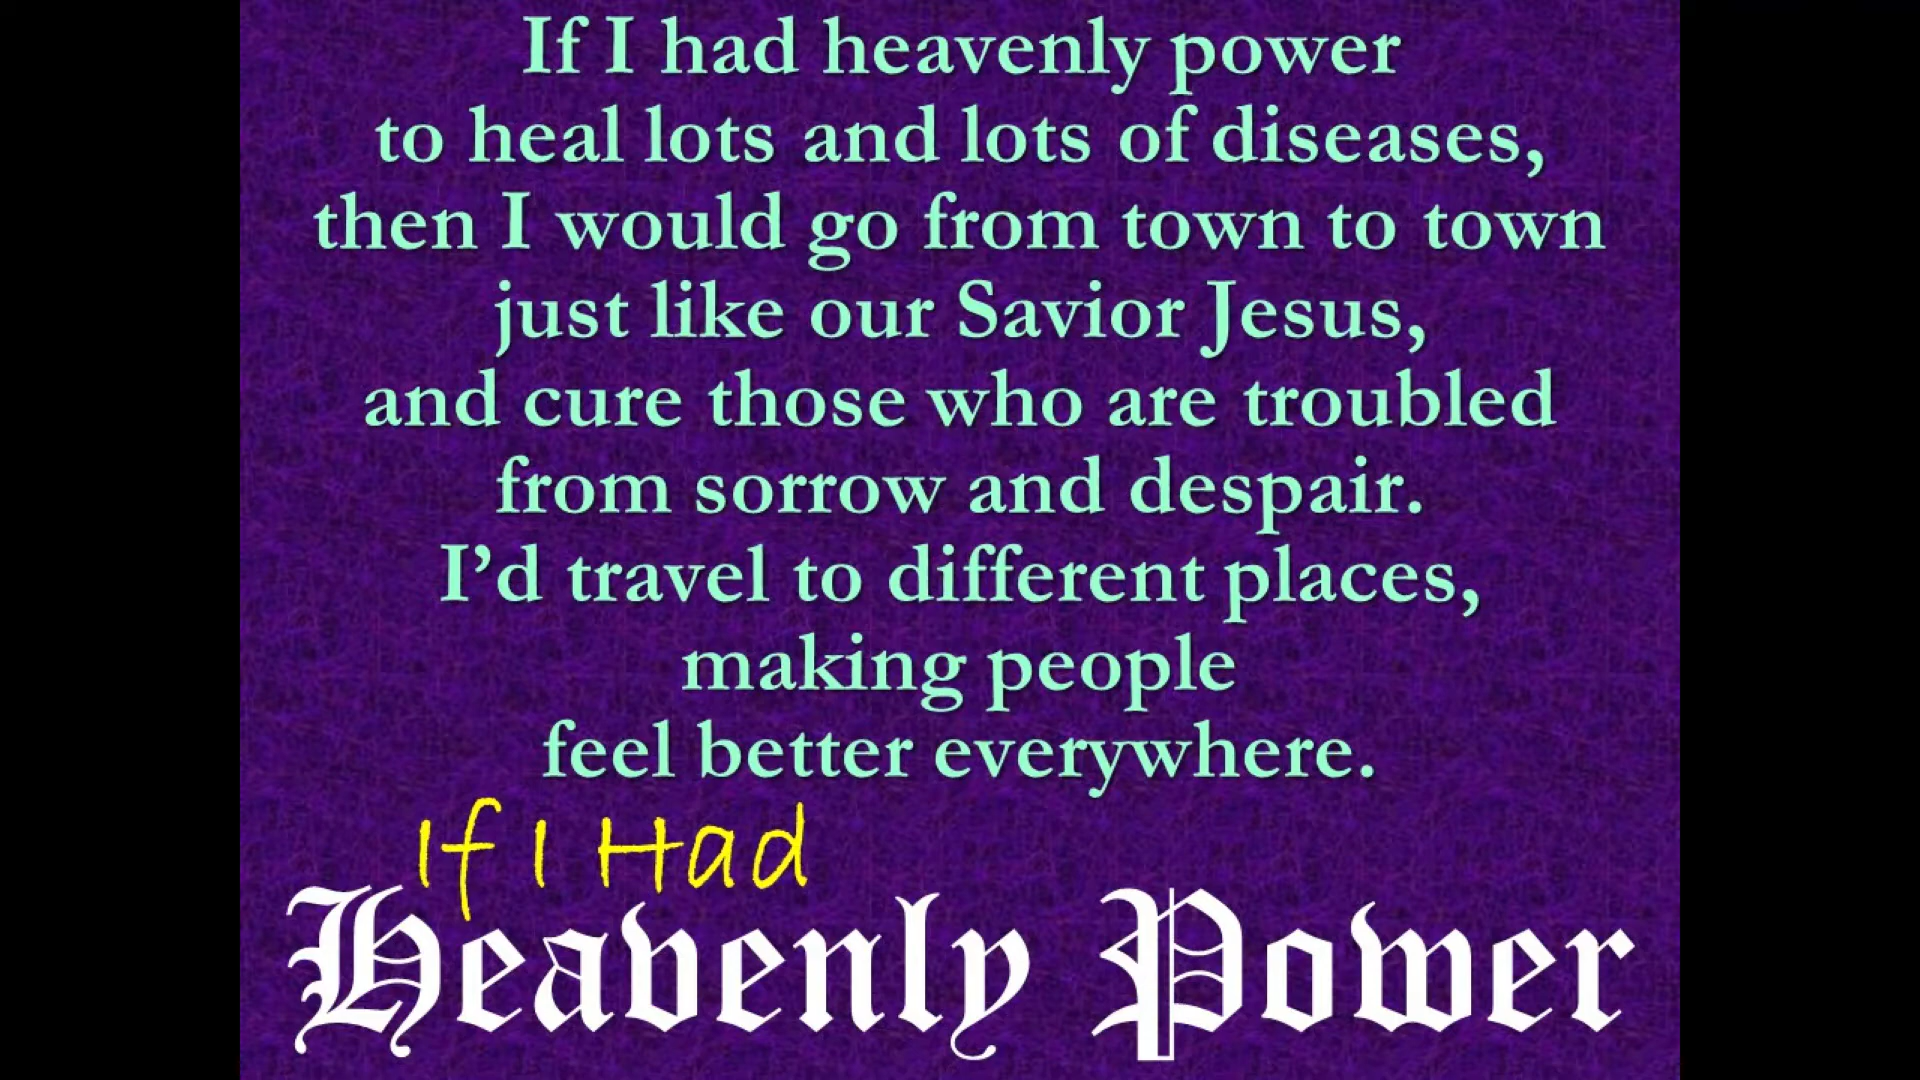 If I had heavenly power
to heal lots and lots of diseases,
then I would go from town to town
just like our Savior Jesus,
and cure those who are troubled
from sorrow and despair.
I’d travel to different places,
making people
feel better everywhere.
If I Had
Heavenly Power